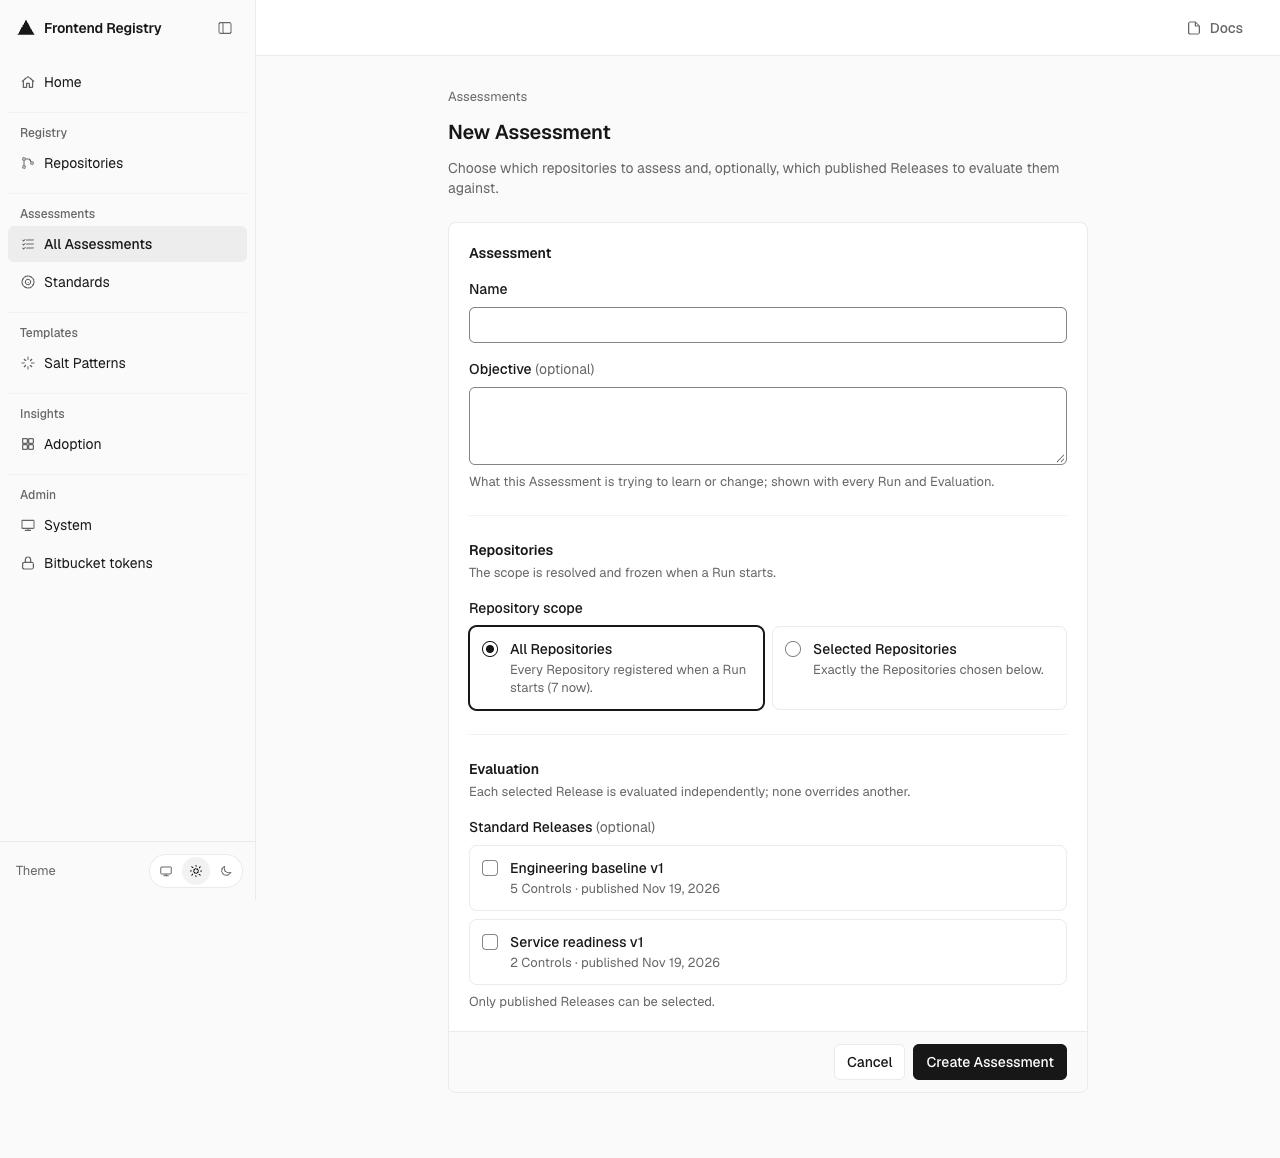 Frontend Registry
Home
Registry
Repositories
Assessments
All Assessments
Standards
Templates
Salt Patterns
Insights
Adoption
Admin
System
Bitbucket tokens
Theme
Docs
Assessments
New Assessment
Choose which repositories to assess and, optionally, which published Releases to evaluate them
against.
Assessment
Name
Objective (optional)
What this Assessment is trying to learn or change; shown with every Run and Evaluation.
Repositories
The scope is resolved and frozen when a Run starts.
Repository scope
All Repositories
Every Repository registered when a Run
starts (7 now).
Selected Repositories
Exactly the Repositories chosen below.
Evaluation
Each selected Release is evaluated independently; none overrides another.
Standard Releases (optional)
Engineering baseline v1
5 Controls · published Nov 19, 2026
Service readiness v1
2 Controls · published Nov 19, 2026
Only published Releases can be selected.
Cancel
Create Assessment